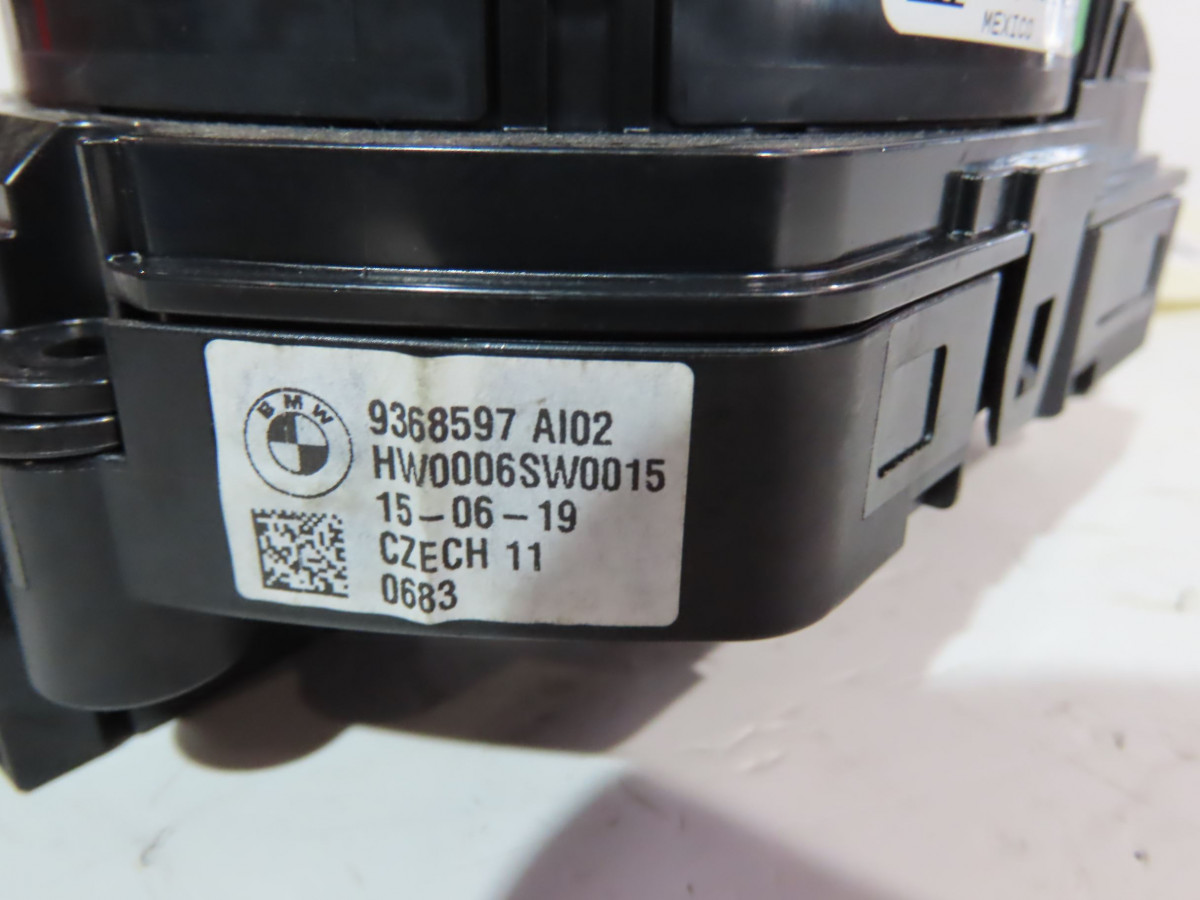 MEXICO
BMW
9368597 AI02
HW0006SW0015
15-06-19
CZECH 11
0683